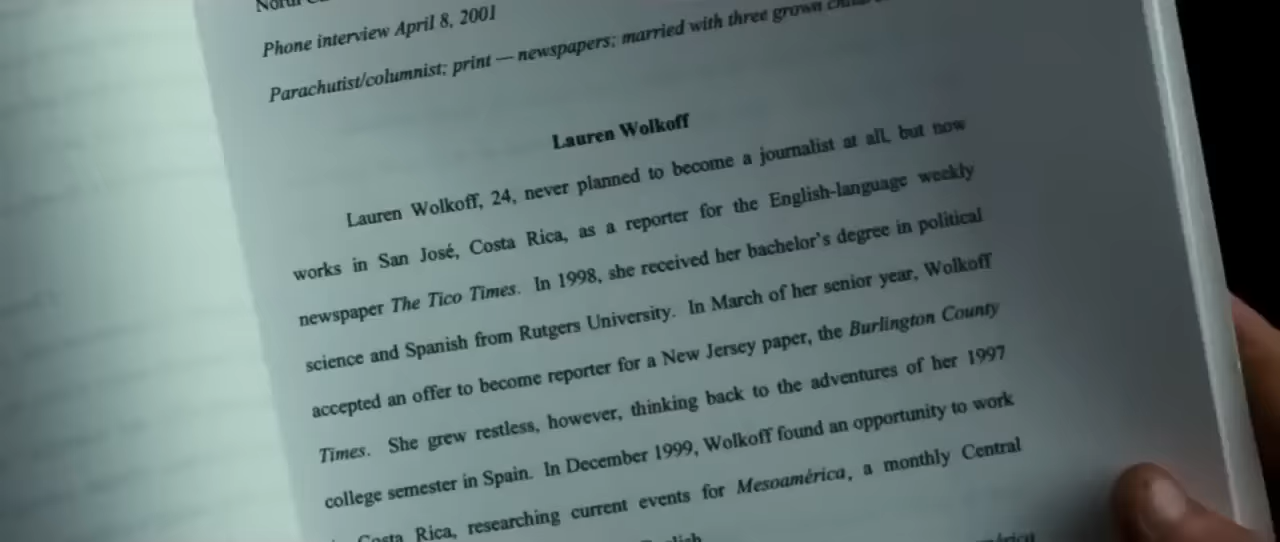 Phone interview April 8, 2001
Parachutist/columnist; print — newspapers; married with three grown
Lauren Wolkoff
Lauren Wolkoff, 24, never planned to become a journalist at all, but now
works in San José, Costa Rica, as a reporter for the English-language weekly
newspaper The Tico Times. In 1998, she received her bachelor's degree in political
science and Spanish from Rutgers University. In March of her senior year, Wolkoff
accepted an offer to become reporter for a New Jersey paper, the Burlington County
Times. She grew restless, however, thinking back to the adventures of her 1997
college semester in Spain. In December 1999, Wolkoff found an opportunity to work
Costa Rica, researching current events for Mesoamérica, a monthly Central